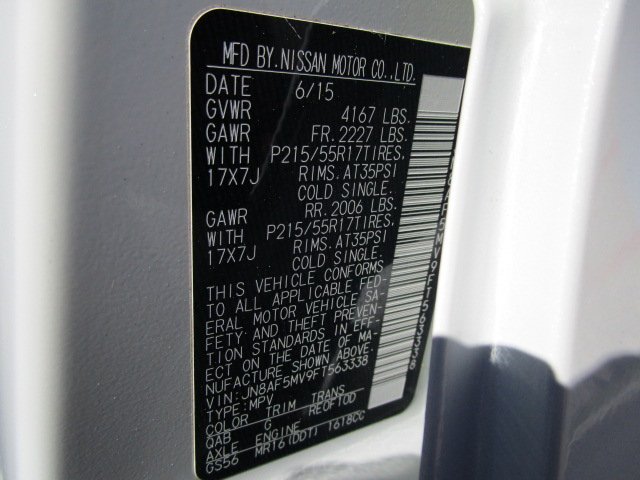 MFD BY.NISSAN MOTOR CO.,LTD.
DATE 6/15
GVWR 4167 LBS.
GAWR FR. 2227 LBS.
WITH P215/55R17TIRES.
17X7J RIMS. AT35PSI
COLD SINGLE.
GAWR RR. 2006 LBS.
WITH P215/55R17TIRES.
17X7J RIMS. AT35PSI
COLD SINGLE.
THIS VEHICLE CONFORMS
TO ALL APPLICABLE FED-
ERAL MOTOR VEHICLE SA-
FETY AND THEFT PREVEN-
TION STANDARDS IN EFF-
ECT ON THE DATE OF MA-
NUFACTURE SHOWN ABOVE.
VIN: JN8AF5MV9FT563338
TYPE: MPV
COLOR TRIM TRANS
QAB G RE0F10D
AXLE ENGINE
GS56 MR16(DDT) 1618CC